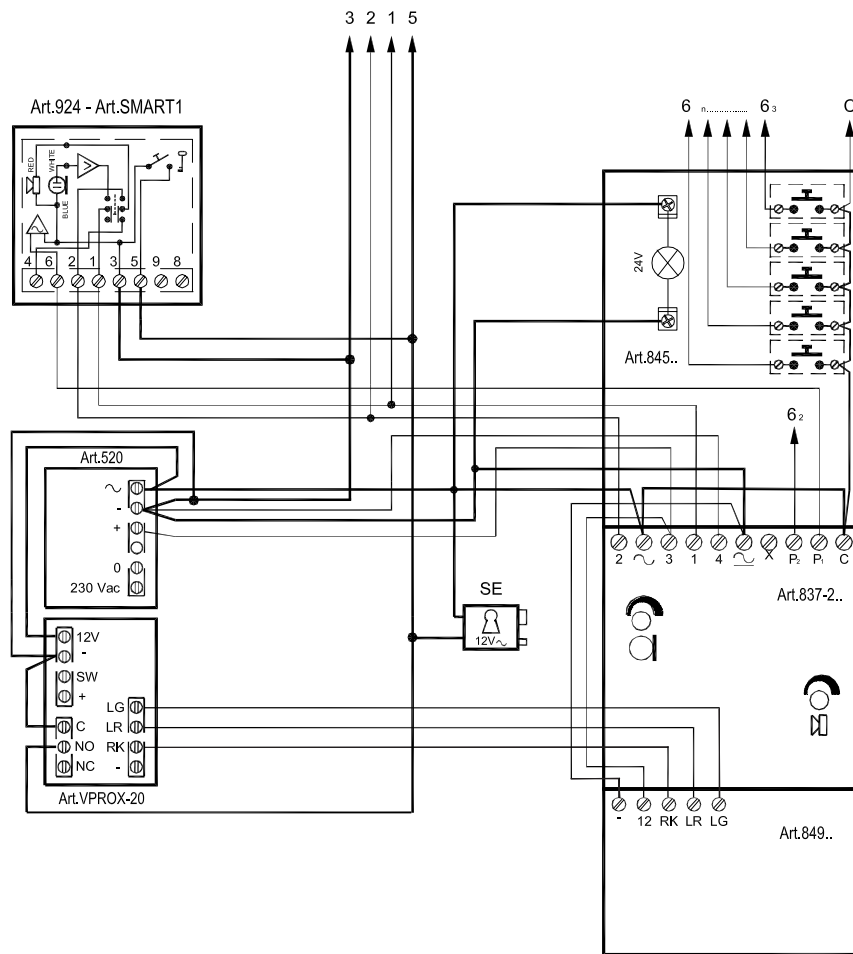 3 2 1 5
Art.924 - Art.SMART1
6 n.................. 6 3 C
RED
WHITE
BLUE
V
4 6 2 1 3 5 9 8
24V
Art.845..
6 2
Art.520
~
-
+
0
230 Vac
2 ~ 3 1 4 ~ X P2 P1 C
Art.837-2..
SE
12V~
12V
-
SW
+
LG
C LR
NO RK
NC -
Art.VPROX-20
- 12 RK LR LG
Art.849..